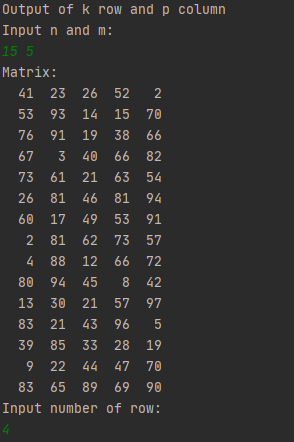 Output of k row and p column
Input n and m:
15 5
Matrix:
41 23 26 52 2
53 93 14 15 70
76 91 19 38 66
67 3 40 66 82
73 61 21 63 54
26 81 46 81 94
60 17 49 53 91
2 81 62 73 57
4 88 12 66 72
80 94 45 8 42
13 30 21 57 97
83 21 43 96 5
39 85 33 28 19
9 22 44 47 70
83 65 89 69 90
Input number of row:
4